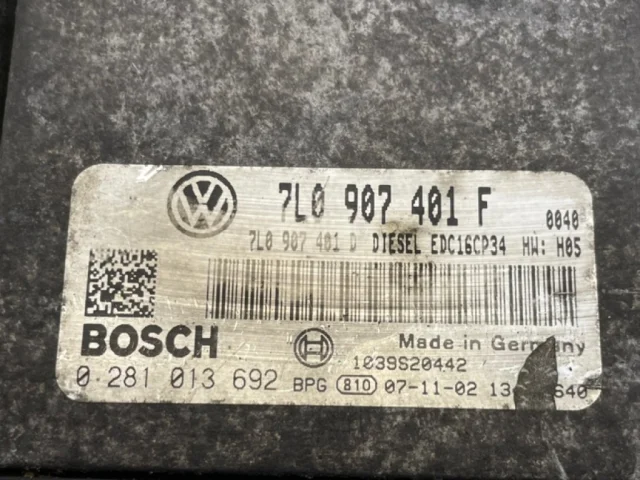 7L0 907 401 F 0040
7L0 907 401 D DIESEL EDC16CP34 HW: H05
BOSCH
Made in Germany
1039S20442
0 281 013 692 BPG 810 07-11-02